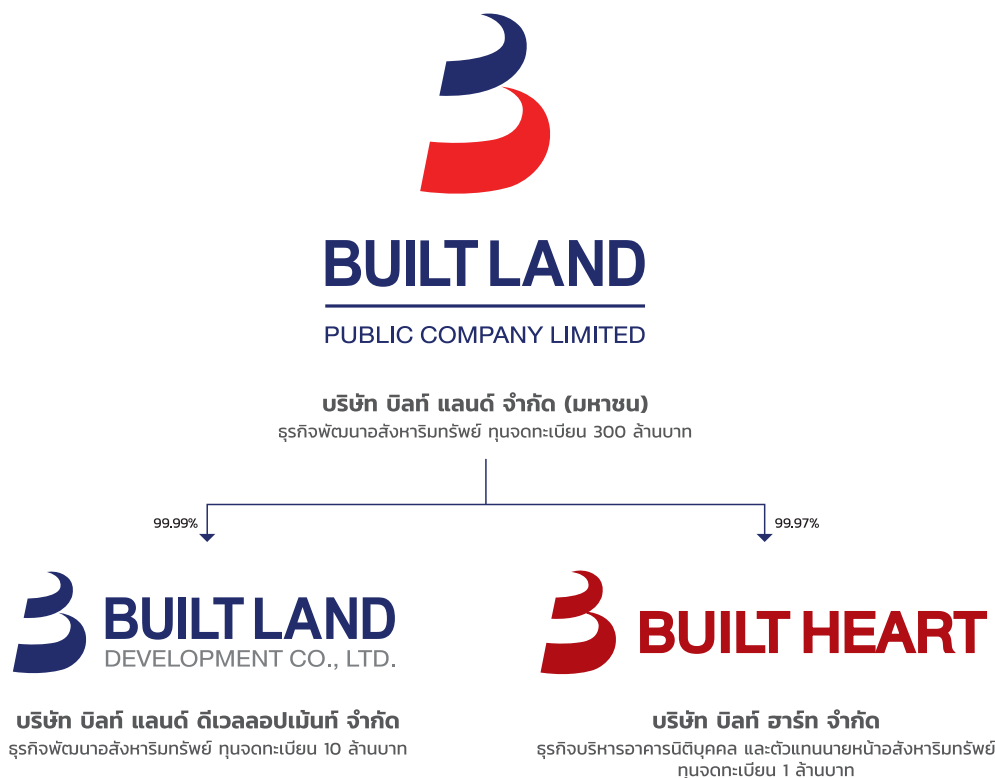 BUILT LAND
PUBLIC COMPANY LIMITED
บริษัท บิลท์ แลนด์ จำกัด (มหาชน)
ธุรกิจพัฒนาอสังหาริมทรัพย์ ทุนจดทะเบียน 300 ล้านบาท
99.99%
99.97%
BUILT LAND
DEVELOPMENT CO., LTD.
บริษัท บิลท์ แลนด์ ดีเวลลอปเม้นท์ จำกัด
ธุรกิจพัฒนาอสังหาริมทรัพย์ ทุนจดทะเบียน 10 ล้านบาท
BUILT HEART
บริษัท บิลท์ ฮาร์ท จำกัด
ธุรกิจบริหารอาคารนิติบุคคล และตัวแทนนายหน้าอสังหาริมทรัพย์
ทุนจดทะเบียน 1 ล้านบาท